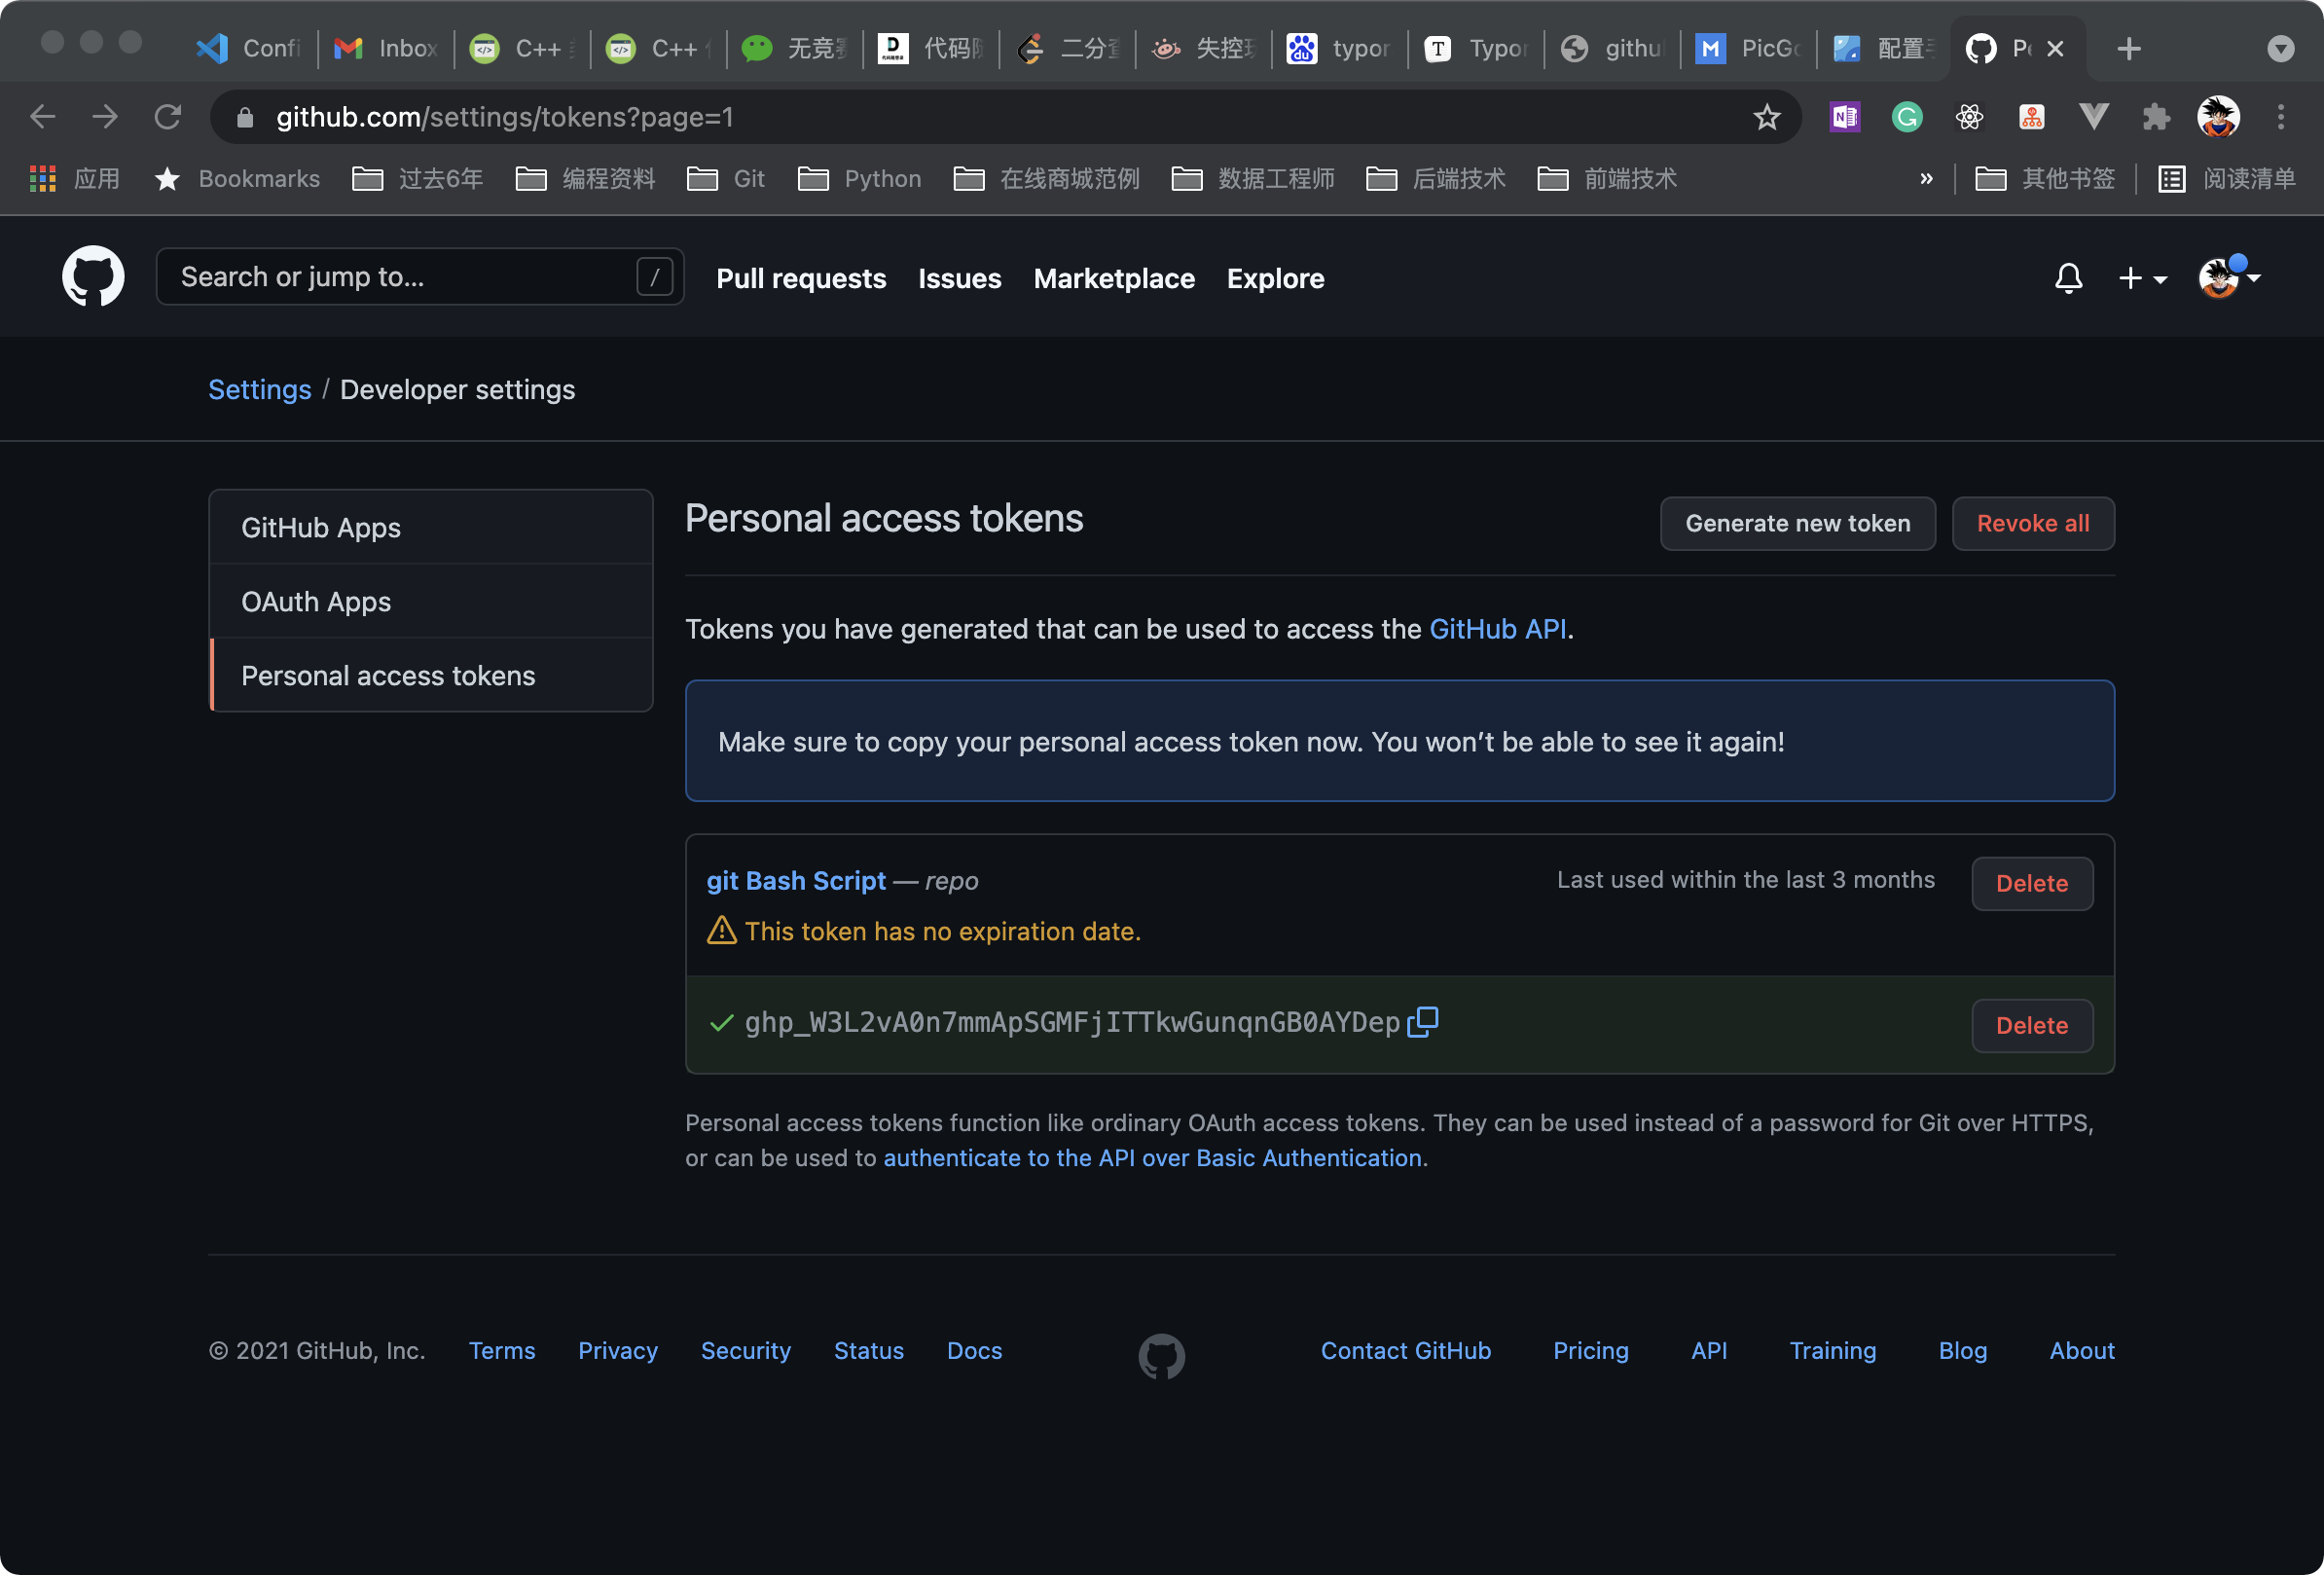 Confi Inbox C++ C++ 无竞 代码 二分 失控 typor Typor githu PicGo 配置 Pe
github.com/settings/tokens?page=1
应用 Bookmarks 过去6年 编程资料 Git Python 在线商城范例 数据工程师 后端技术 前端技术 » 其他书签 阅读清单
Search or jump to... / Pull requests Issues Marketplace Explore
Settings / Developer settings
GitHub Apps
OAuth Apps
Personal access tokens
Personal access tokens Generate new token Revoke all
Tokens you have generated that can be used to access the GitHub API.
Make sure to copy your personal access token now. You won’t be able to see it again!
git Bash Script — repo Last used within the last 3 months Delete
This token has no expiration date.
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 Delete
Personal access tokens function like ordinary OAuth access tokens. They can be used instead of a password for Git over HTTPS,
or can be used to authenticate to the API over Basic Authentication.
© 2021 GitHub, Inc. Terms Privacy Security Status Docs Contact GitHub Pricing API Training Blog About